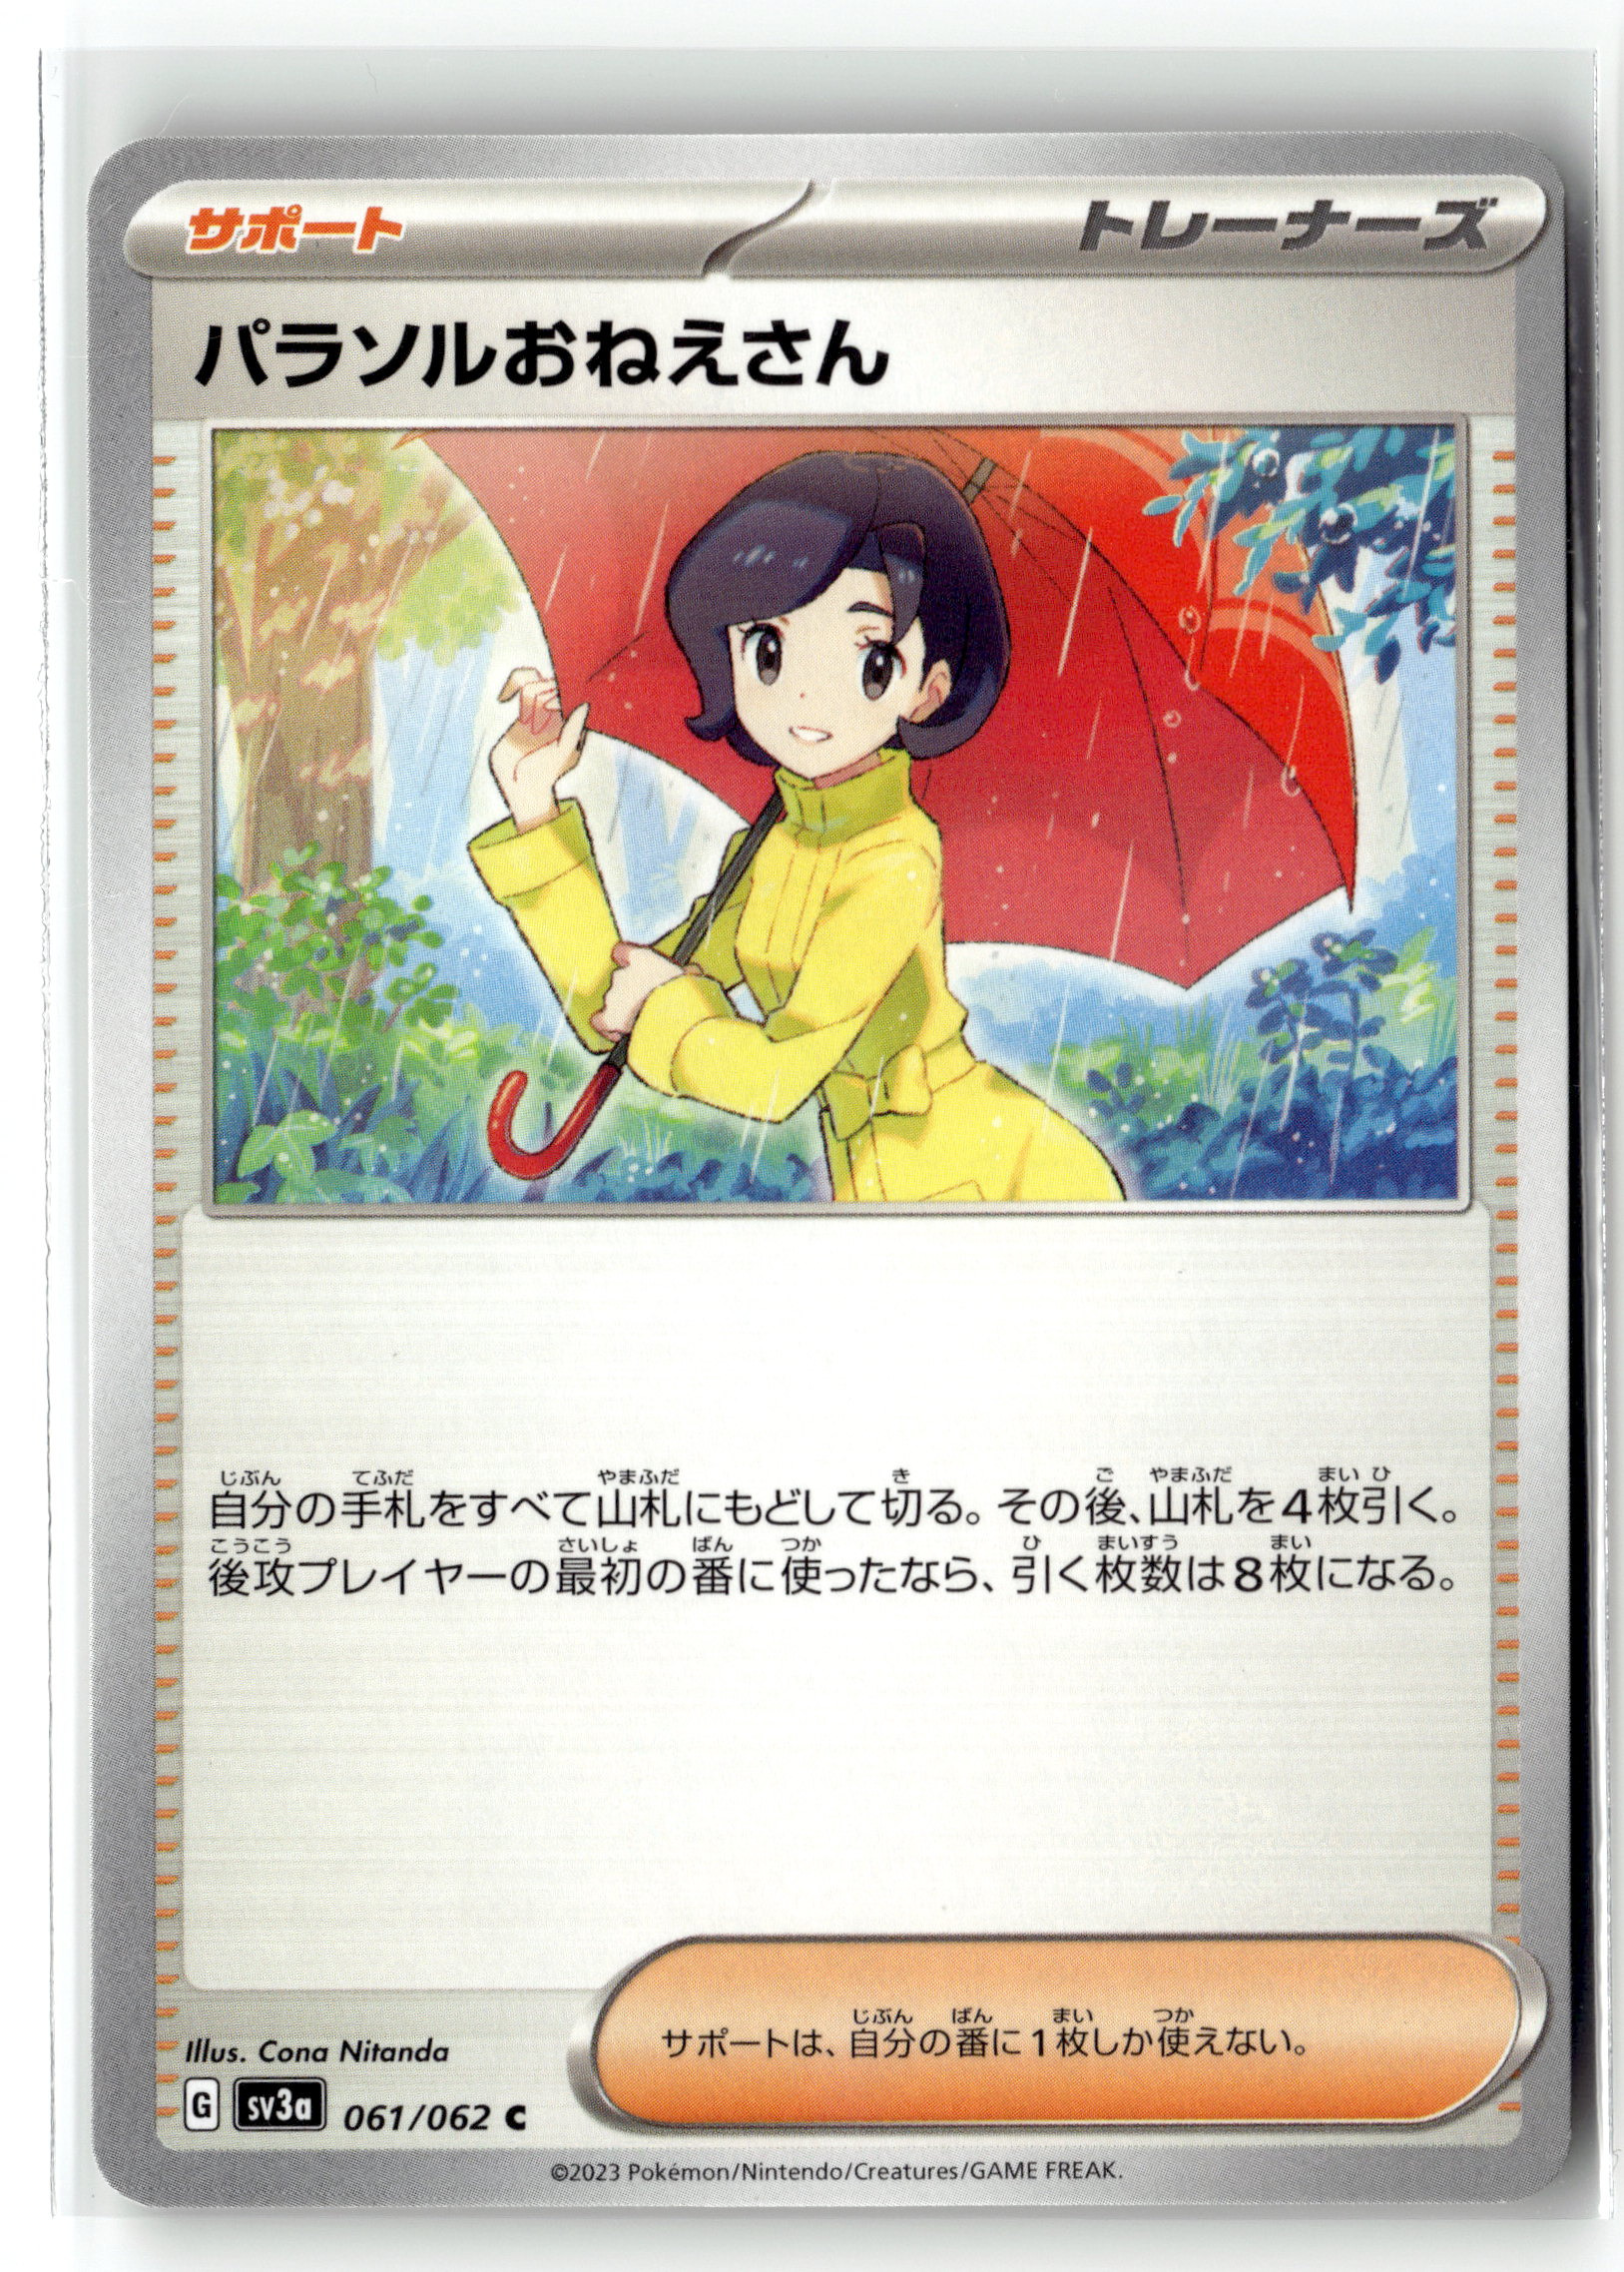 サポート
トレーナーズ
パラソルおねえさん
自分の手札をすべて山札にもどして切る。その後、山札を4枚引く。
後攻プレイヤーの最初の番に使ったなら、引く枚数は8枚になる。
サポートは、自分の番に1枚しか使えない。
Illus. Cona Nitanda
G sv3a 061/062 C
©2023 Pokémon/Nintendo/Creatures/GAME FREAK.